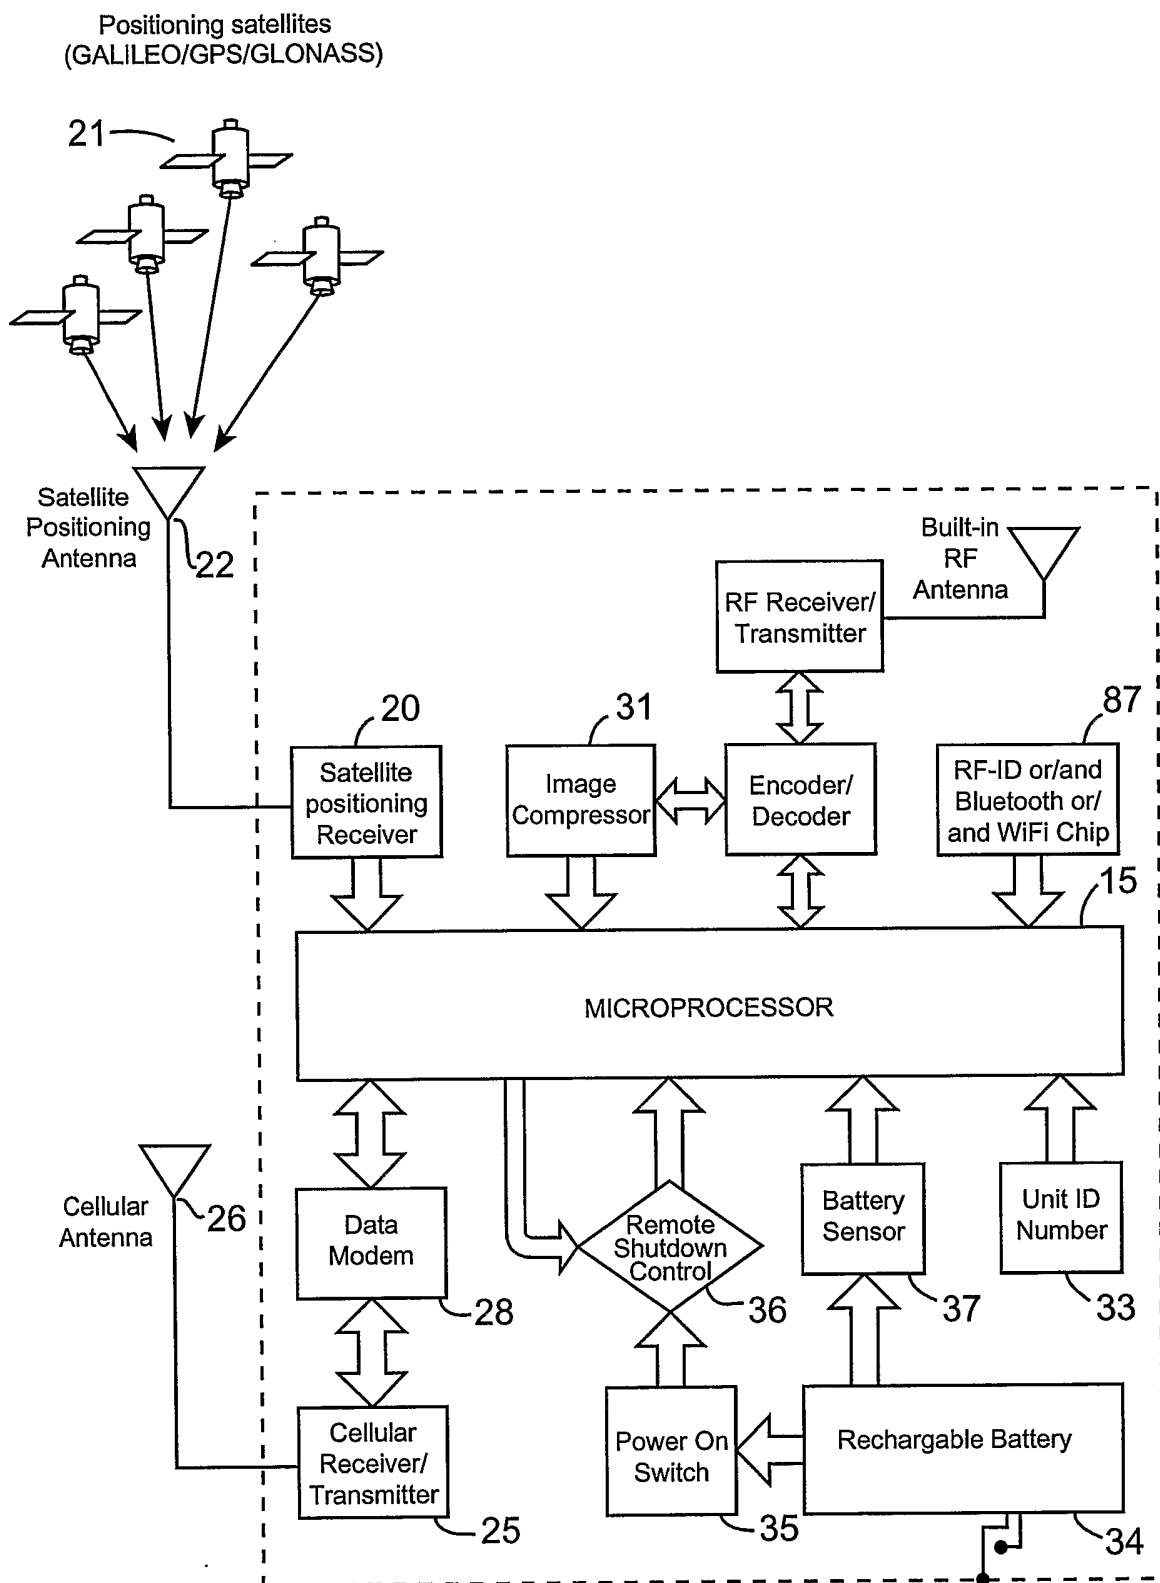 Positioning satellites
(GALILEO/GPS/GLONASS)
21
Satellite
Positioning
Antenna
22
Built-in
RF
Antenna
RF Receiver/
Transmitter
20
31
87
Satellite
positioning
Receiver
Image
Compressor
Encoder/
Decoder
RF-ID or/and
Bluetooth or/
and WiFi Chip
15
MICROPROCESSOR
Cellular
Antenna
26
Data
Modem
28
Remote
Shutdown
Control
36
Battery
Sensor
37
Unit ID
Number
33
Cellular
Receiver/
Transmitter
25
Power On
Switch
35
Rechargable Battery
34